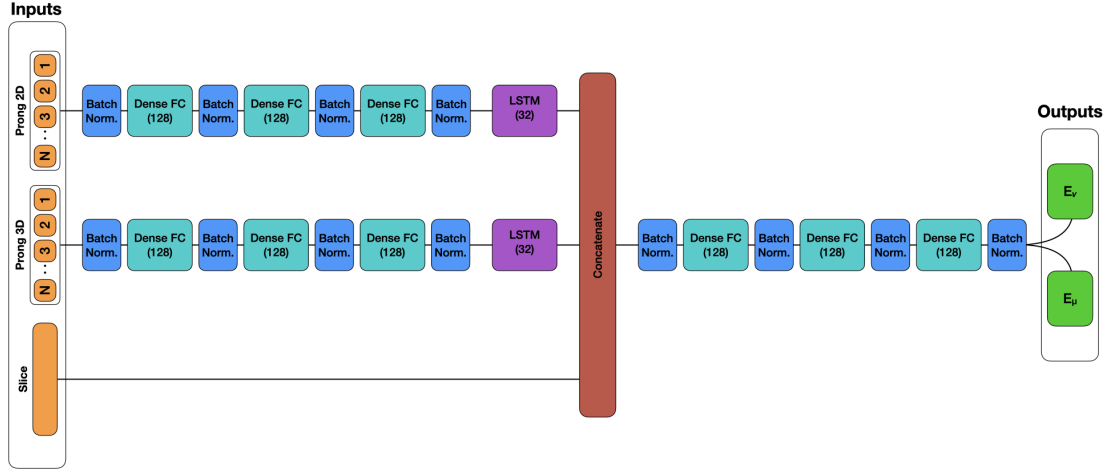 Inputs
Prong 2D
1
2
3
. .
N
Batch
Norm.
Dense FC
(128)
Batch
Norm.
Dense FC
(128)
Batch
Norm.
Dense FC
(128)
Batch
Norm.
LSTM
(32)
Prong 3D
1
2
3
. .
N
Batch
Norm.
Dense FC
(128)
Batch
Norm.
Dense FC
(128)
Batch
Norm.
Dense FC
(128)
Batch
Norm.
LSTM
(32)
Slice
Concatenate
Batch
Norm.
Dense FC
(128)
Batch
Norm.
Dense FC
(128)
Batch
Norm.
Dense FC
(128)
Batch
Norm.
Outputs
Eν
Eμ